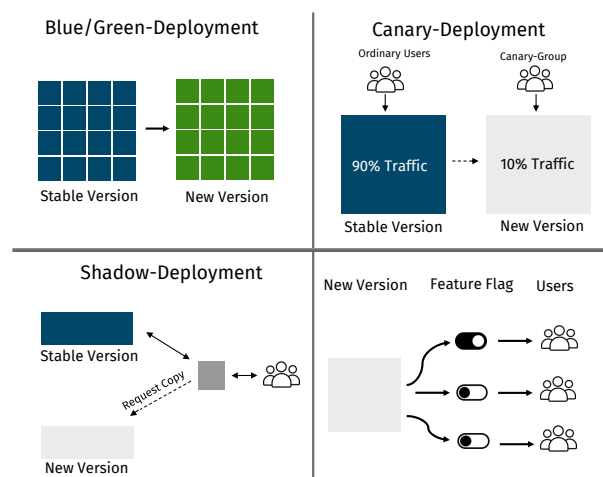 Blue/Green-Deployment
Stable Version
New Version
Canary-Deployment
Ordinary Users
Canary-Group
90% Traffic
10% Traffic
Stable Version
New Version
Shadow-Deployment
Stable Version
Request Copy
New Version
New Version
Feature Flag
Users